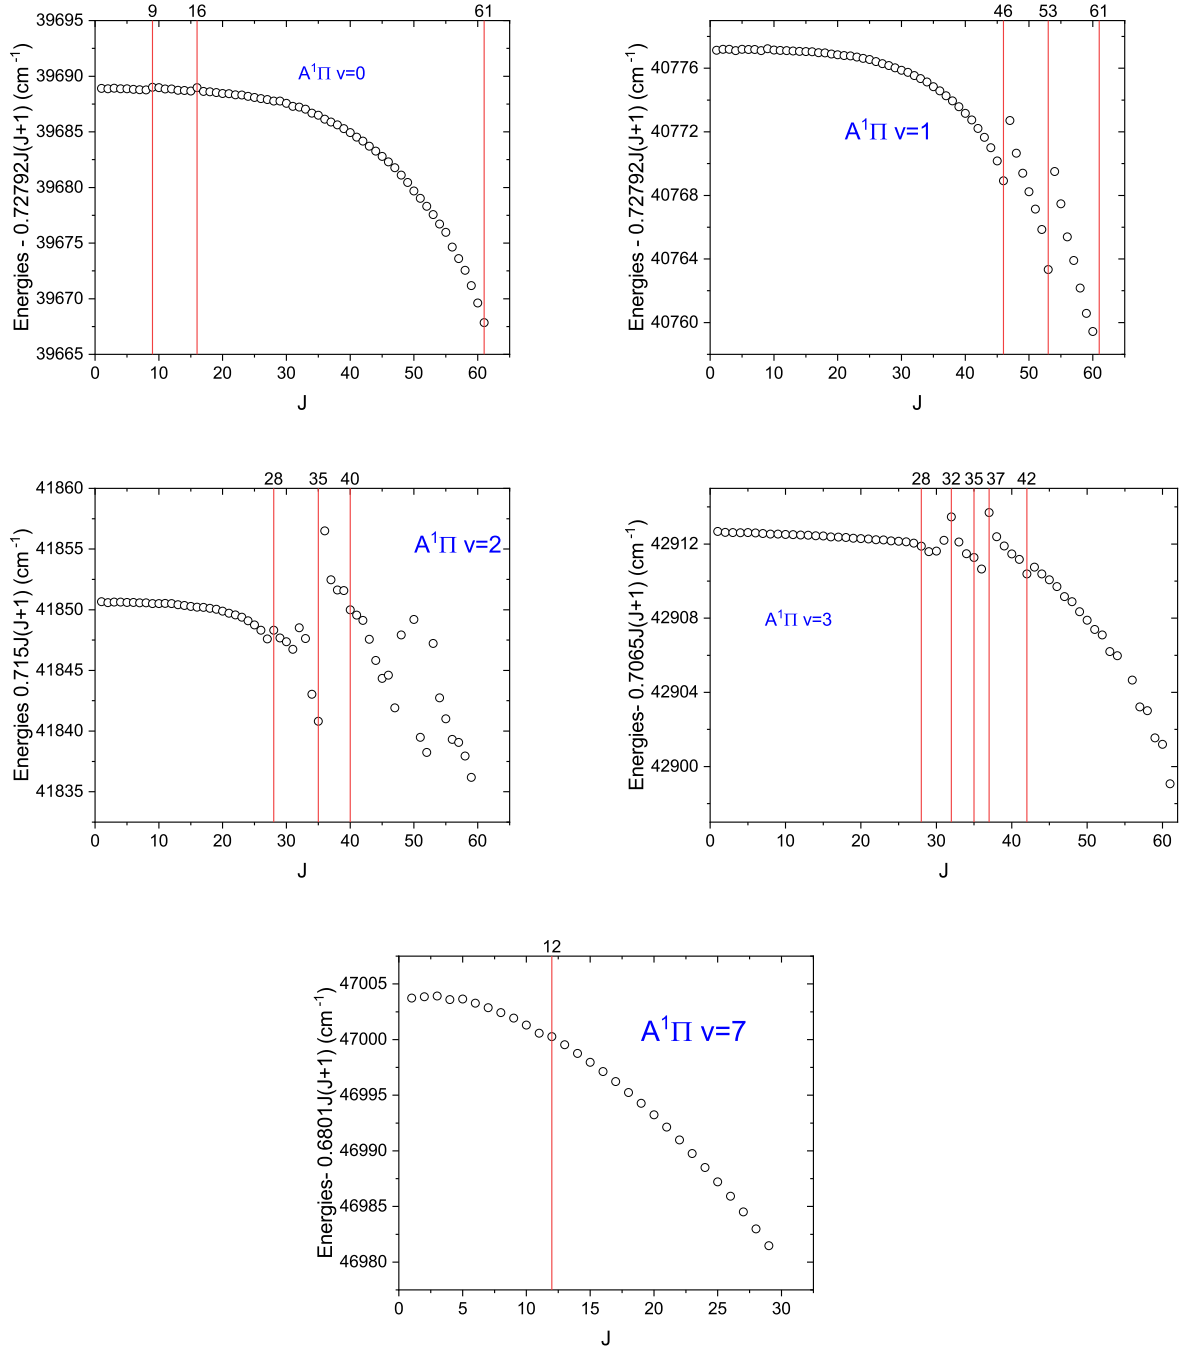 9 16 61
39695
39690
39685
39680
39675
39670
39665
Energies - 0.72792J(J+1) (cm⁻¹)
A¹Π v=0
0 10 20 30 40 50 60
J
46 53 61
40776
40772
40768
40764
40760
Energies - 0.72792J(J+1) (cm⁻¹)
A¹Π v=1
0 10 20 30 40 50 60
J
28 35 40
41860
41855
41850
41845
41840
41835
Energies 0.715J(J+1) (cm⁻¹)
A¹Π v=2
0 10 20 30 40 50 60
J
28 32 35 37 42
42912
42908
42904
42900
Energies- 0.7065J(J+1) (cm⁻¹)
A¹Π v=3
0 10 20 30 40 50 60
J
12
47005
47000
46995
46990
46985
46980
Energies- 0.6801J(J+1) (cm⁻¹)
A¹Π v=7
0 5 10 15 20 25 30
J